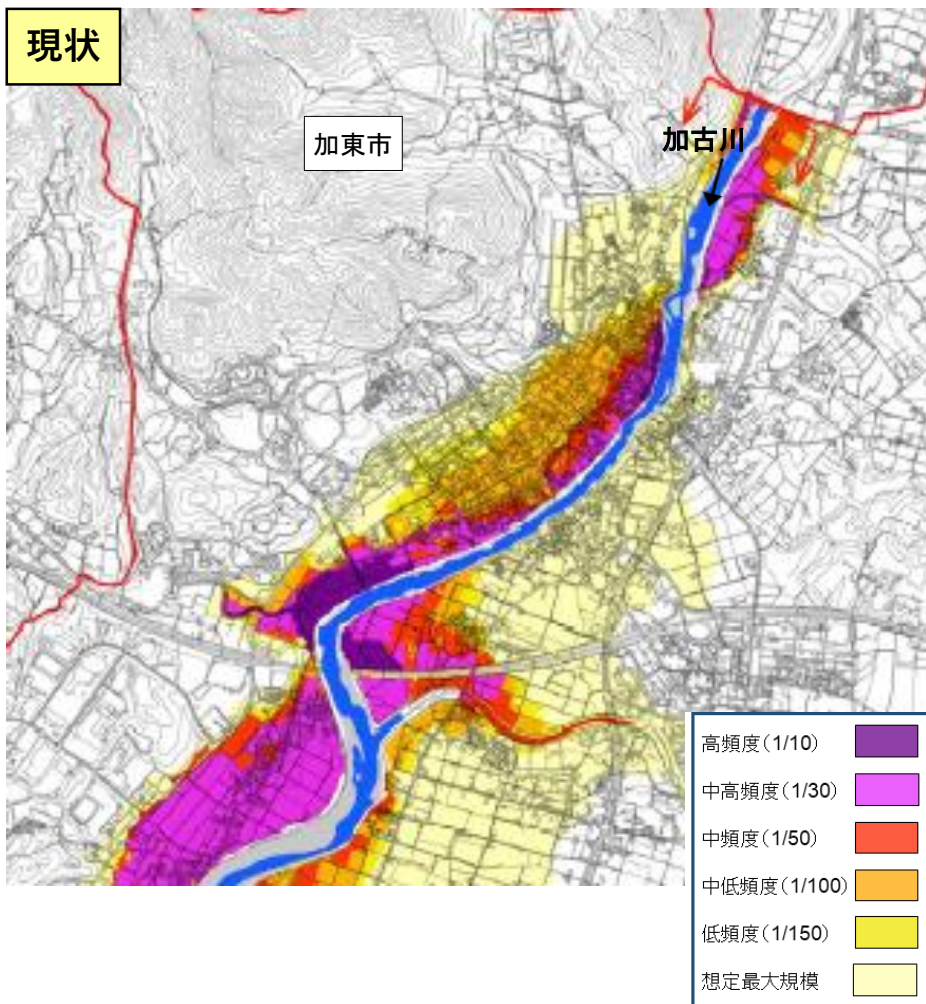 現状
加東市
加古川
高頻度(1/10)
中高頻度(1/30)
中頻度(1/50)
中低頻度(1/100)
低頻度(1/150)
想定最大規模